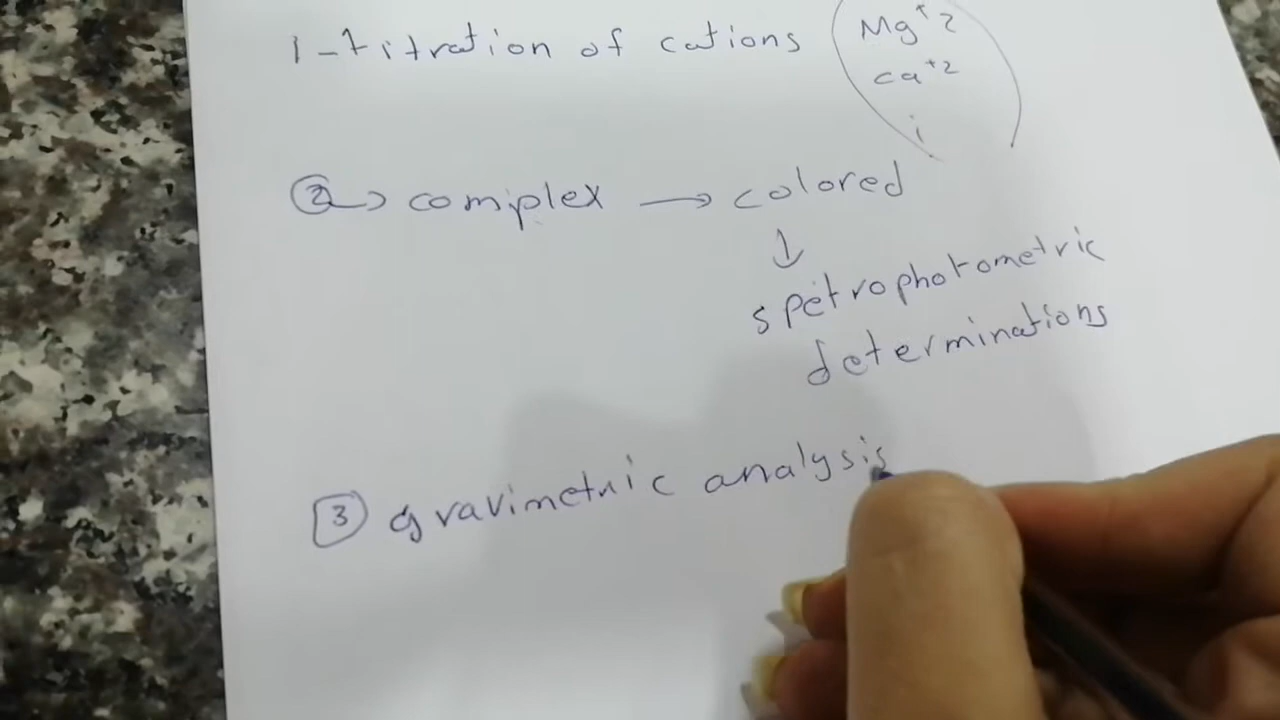 1-titration of cations (Mg+2
ca+2
i
2 → complex → colored
↓
spetrophotometric
determinations
3 gravimetric analysis